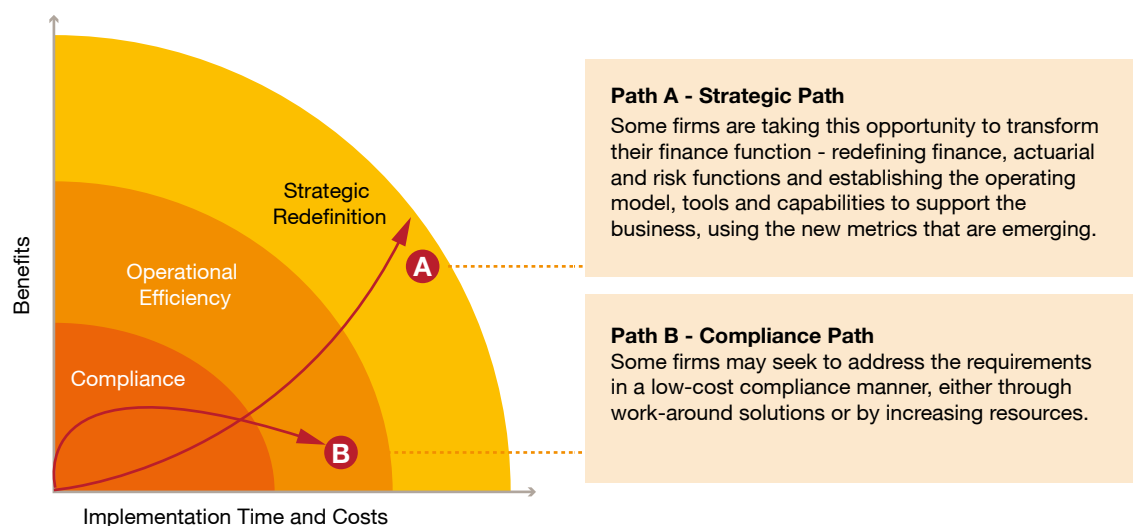 Benefits
Strategic
Redefinition
Operational
Efficiency
Compliance
A
B
Implementation Time and Costs
Path A - Strategic Path
Some firms are taking this opportunity to transform
their finance function - redefining finance, actuarial
and risk functions and establishing the operating
model, tools and capabilities to support the
business, using the new metrics that are emerging.
Path B - Compliance Path
Some firms may seek to address the requirements
in a low-cost compliance manner, either through
work-around solutions or by increasing resources.